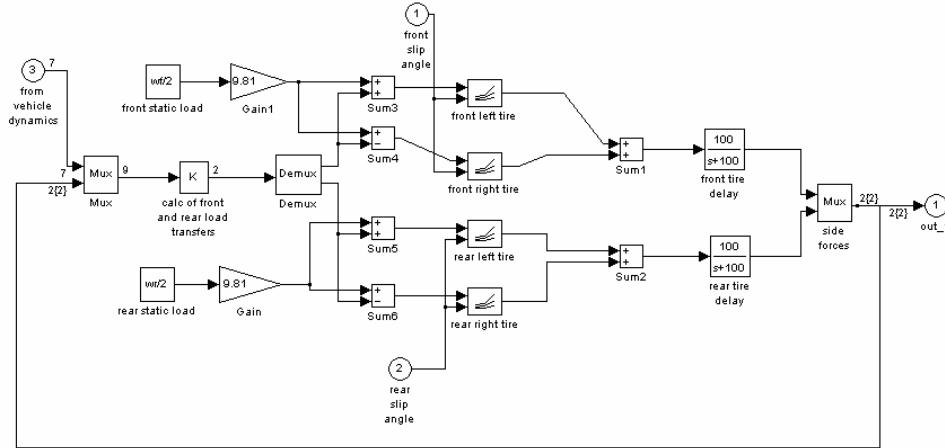 1
front
slip
angle
3
7
from
vehicle
dynamics
wf/2
front static load
9.81
Gain1
+
+
Sum3
front left tire
+
−
Sum4
front right tire
+
+
Sum1
100
s+100
front tire
delay
7
2{2}
Mux
Mux
9
K
2
calc of front
and rear load
transfers
Demux
Demux
Mux
side
forces
2{2}
2{2}
1
+
+
Sum5
rear left tire
+
+
Sum2
100
s+100
rear tire
delay
wr/2
rear static load
9.81
Gain
+
−
Sum6
rear right tire
2
rear
slip
angle